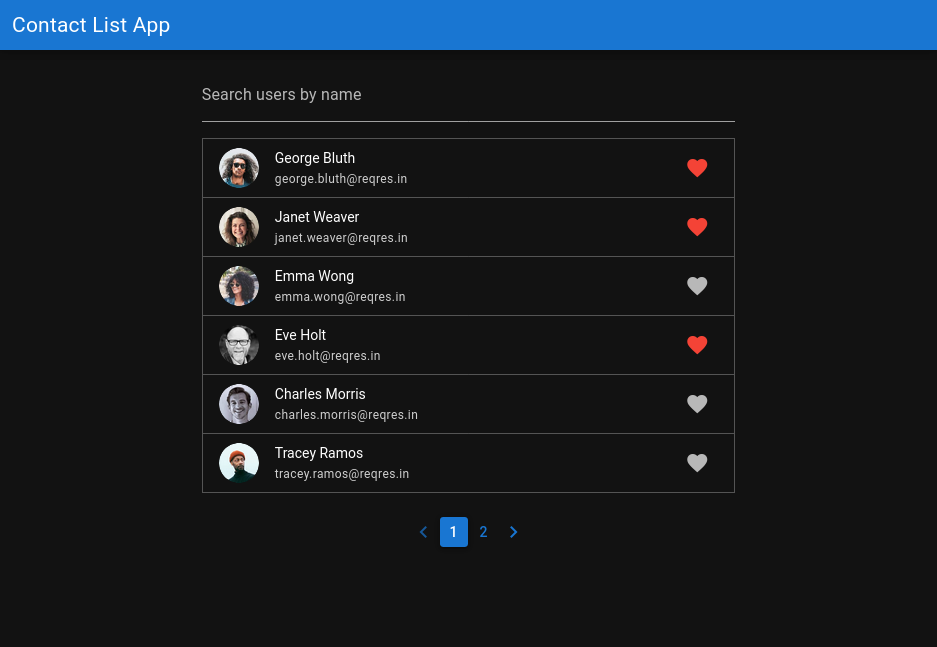 Contact List App
Search users by name
George Bluth
george.bluth@reqres.in
Janet Weaver
janet.weaver@reqres.in
Emma Wong
emma.wong@reqres.in
Eve Holt
eve.holt@reqres.in
Charles Morris
charles.morris@reqres.in
Tracey Ramos
tracey.ramos@reqres.in
1 2